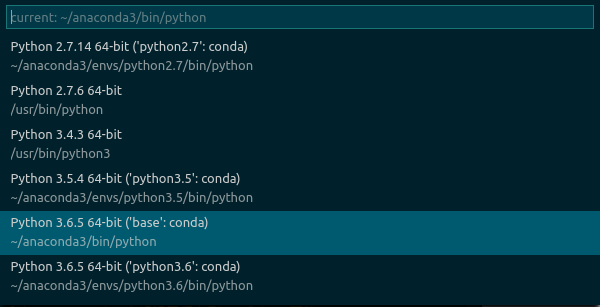 current: ~/anaconda3/bin/python
Python 2.7.14 64-bit ('python2.7': conda)
~/anaconda3/envs/python2.7/bin/python
Python 2.7.6 64-bit
/usr/bin/python
Python 3.4.3 64-bit
/usr/bin/python3
Python 3.5.4 64-bit ('python3.5': conda)
~/anaconda3/envs/python3.5/bin/python
Python 3.6.5 64-bit ('base': conda)
~/anaconda3/bin/python
Python 3.6.5 64-bit ('python3.6': conda)
~/anaconda3/envs/python3.6/bin/python